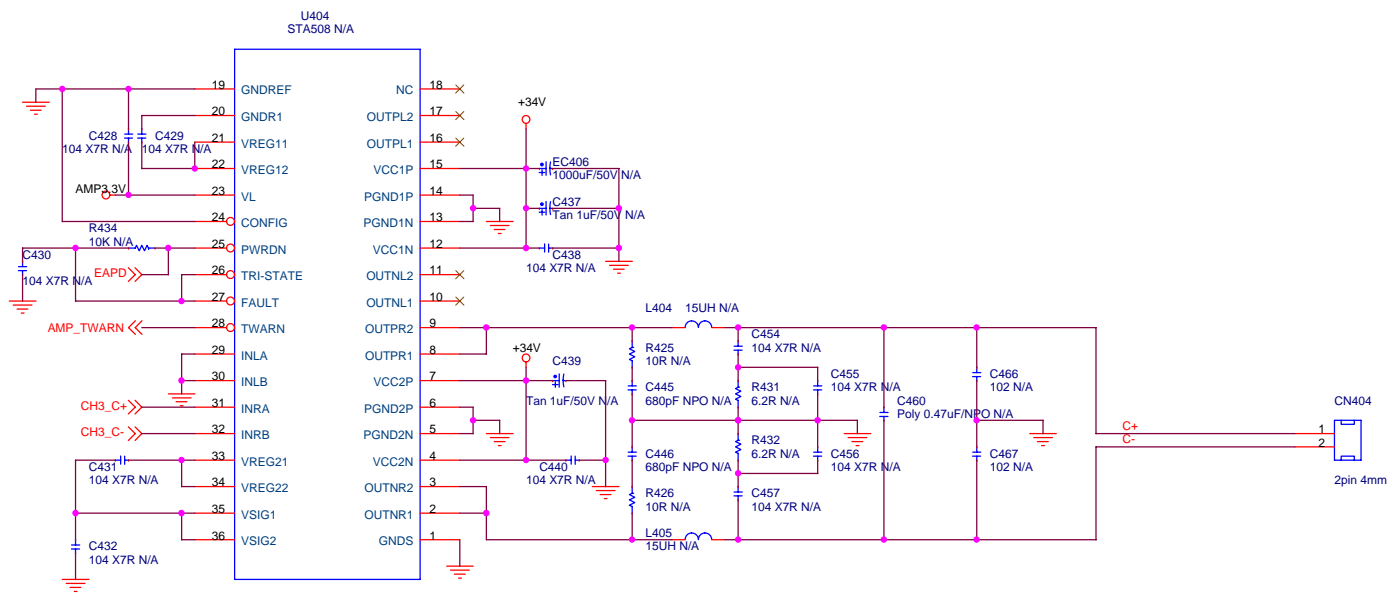 U404
STA508 N/A
19 GNDREF
20 GNDR1
21 VREG11
22 VREG12
23 VL
24 CONFIG
25 PWRDN
26 TRI-STATE
27 FAULT
28 TWARN
29 INLA
30 INLB
31 INRA
32 INRB
33 VREG21
34 VREG22
35 VSIG1
36 VSIG2
NC 18
OUTPL2 17
OUTPL1 16
VCC1P 15
PGND1P 14
PGND1N 13
VCC1N 12
OUTNL2 11
OUTNL1 10
OUTPR2 9
OUTPR1 8
VCC2P 7
PGND2P 6
PGND2N 5
VCC2N 4
OUTNR2 3
OUTNR1 2
GNDS 1
C428
104 X7R N/A
C429
104 X7R N/A
AMP3.3V
R434
10K N/A
C430
104 X7R N/A
EAPD
AMP_TWARN
CH3_C+
CH3_C-
C431
104 X7R N/A
C432
104 X7R N/A
+34V
EC406
1000uF/50V N/A
C437
Tan 1uF/50V N/A
C438
104 X7R N/A
+34V
C439
Tan 1uF/50V N/A
C440
104 X7R N/A
L404 15UH N/A
R425
10R N/A
C445
680pF NPO N/A
C446
680pF NPO N/A
R426
10R N/A
L405
15UH N/A
C454
104 X7R N/A
R431
6.2R N/A
C455
104 X7R N/A
R432
6.2R N/A
C456
104 X7R N/A
C457
104 X7R N/A
C460
Poly 0.47uF/NPO N/A
C466
102 N/A
C467
102 N/A
C+
C-
CN404
1
2
2pin 4mm